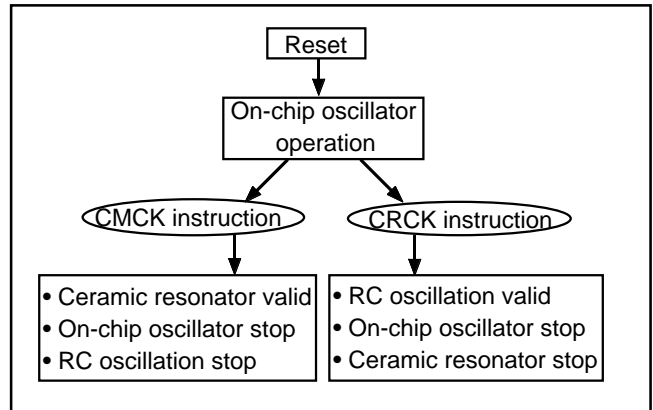 Reset
On-chip oscillator
operation
CMCK instruction
CRCK instruction
• Ceramic resonator valid
• On-chip oscillator stop
• RC oscillation stop
• RC oscillation valid
• On-chip oscillator stop
• Ceramic resonator stop